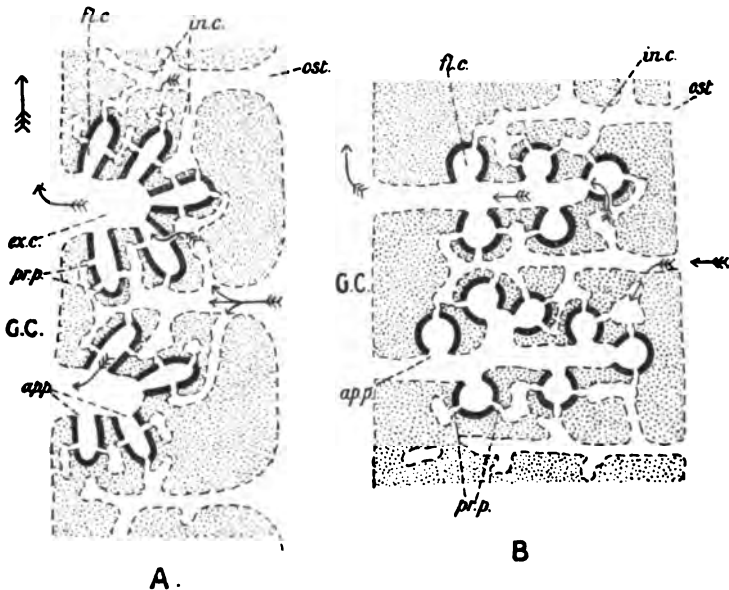 fl.c.
in.c.
ost.
ex.c.
pr.p.
G.C.
app.
A.
fl.c.
in.c.
ost
G.C.
app.
pr.p.
B